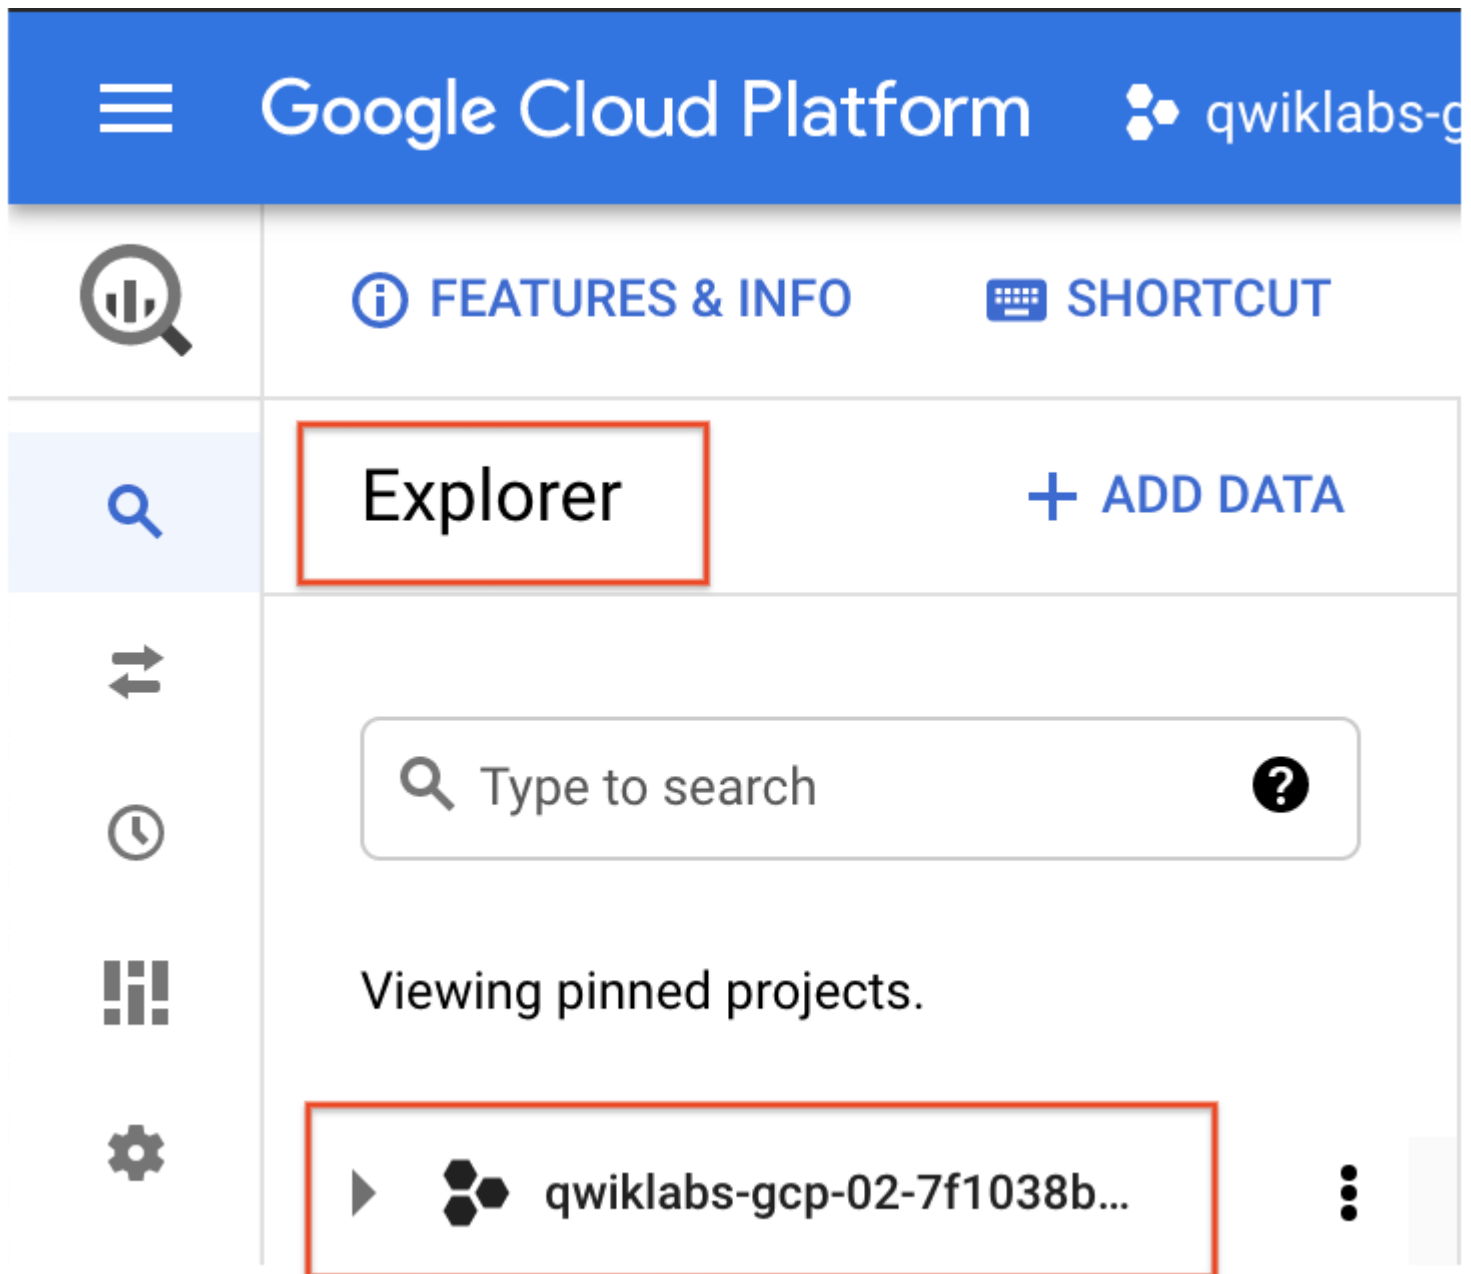 Google Cloud Platform qwiklabs-g
FEATURES & INFO SHORTCUT
Explorer + ADD DATA
Type to search ?
Viewing pinned projects.
qwiklabs-gcp-02-7f1038b...